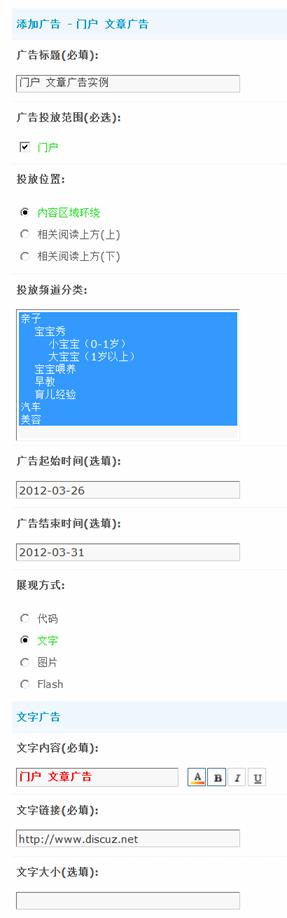 添加广告 - 门户 文章广告
广告标题(必填):
门户 文章广告实例
广告投放范围(必选):
门户
投放位置:
内容区域环绕
相关阅读上方(上)
相关阅读上方(下)
投放频道分类:
亲子
宝宝秀
小宝宝（0-1岁）
大宝宝（1岁以上）
宝宝喂养
早教
育儿经验
汽车
美容
广告起始时间(选填):
2012-03-26
广告结束时间(选填):
2012-03-31
展现方式:
代码
文字
图片
Flash
文字广告
文字内容(必填):
门户 文章广告 A B I U
文字链接(必填):
http://www.discuz.net
文字大小(选填):